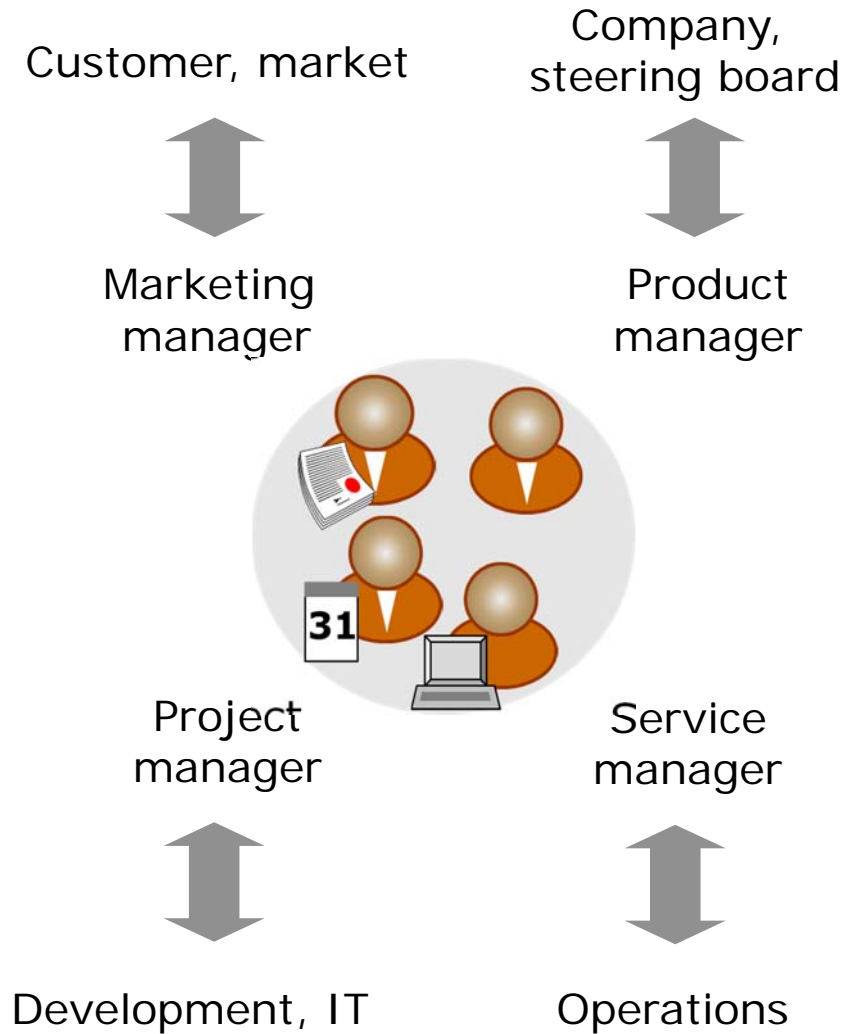 Customer, market
Company,
steering board
Marketing
manager
Product
manager
31
Project
manager
Service
manager
Development, IT
Operations